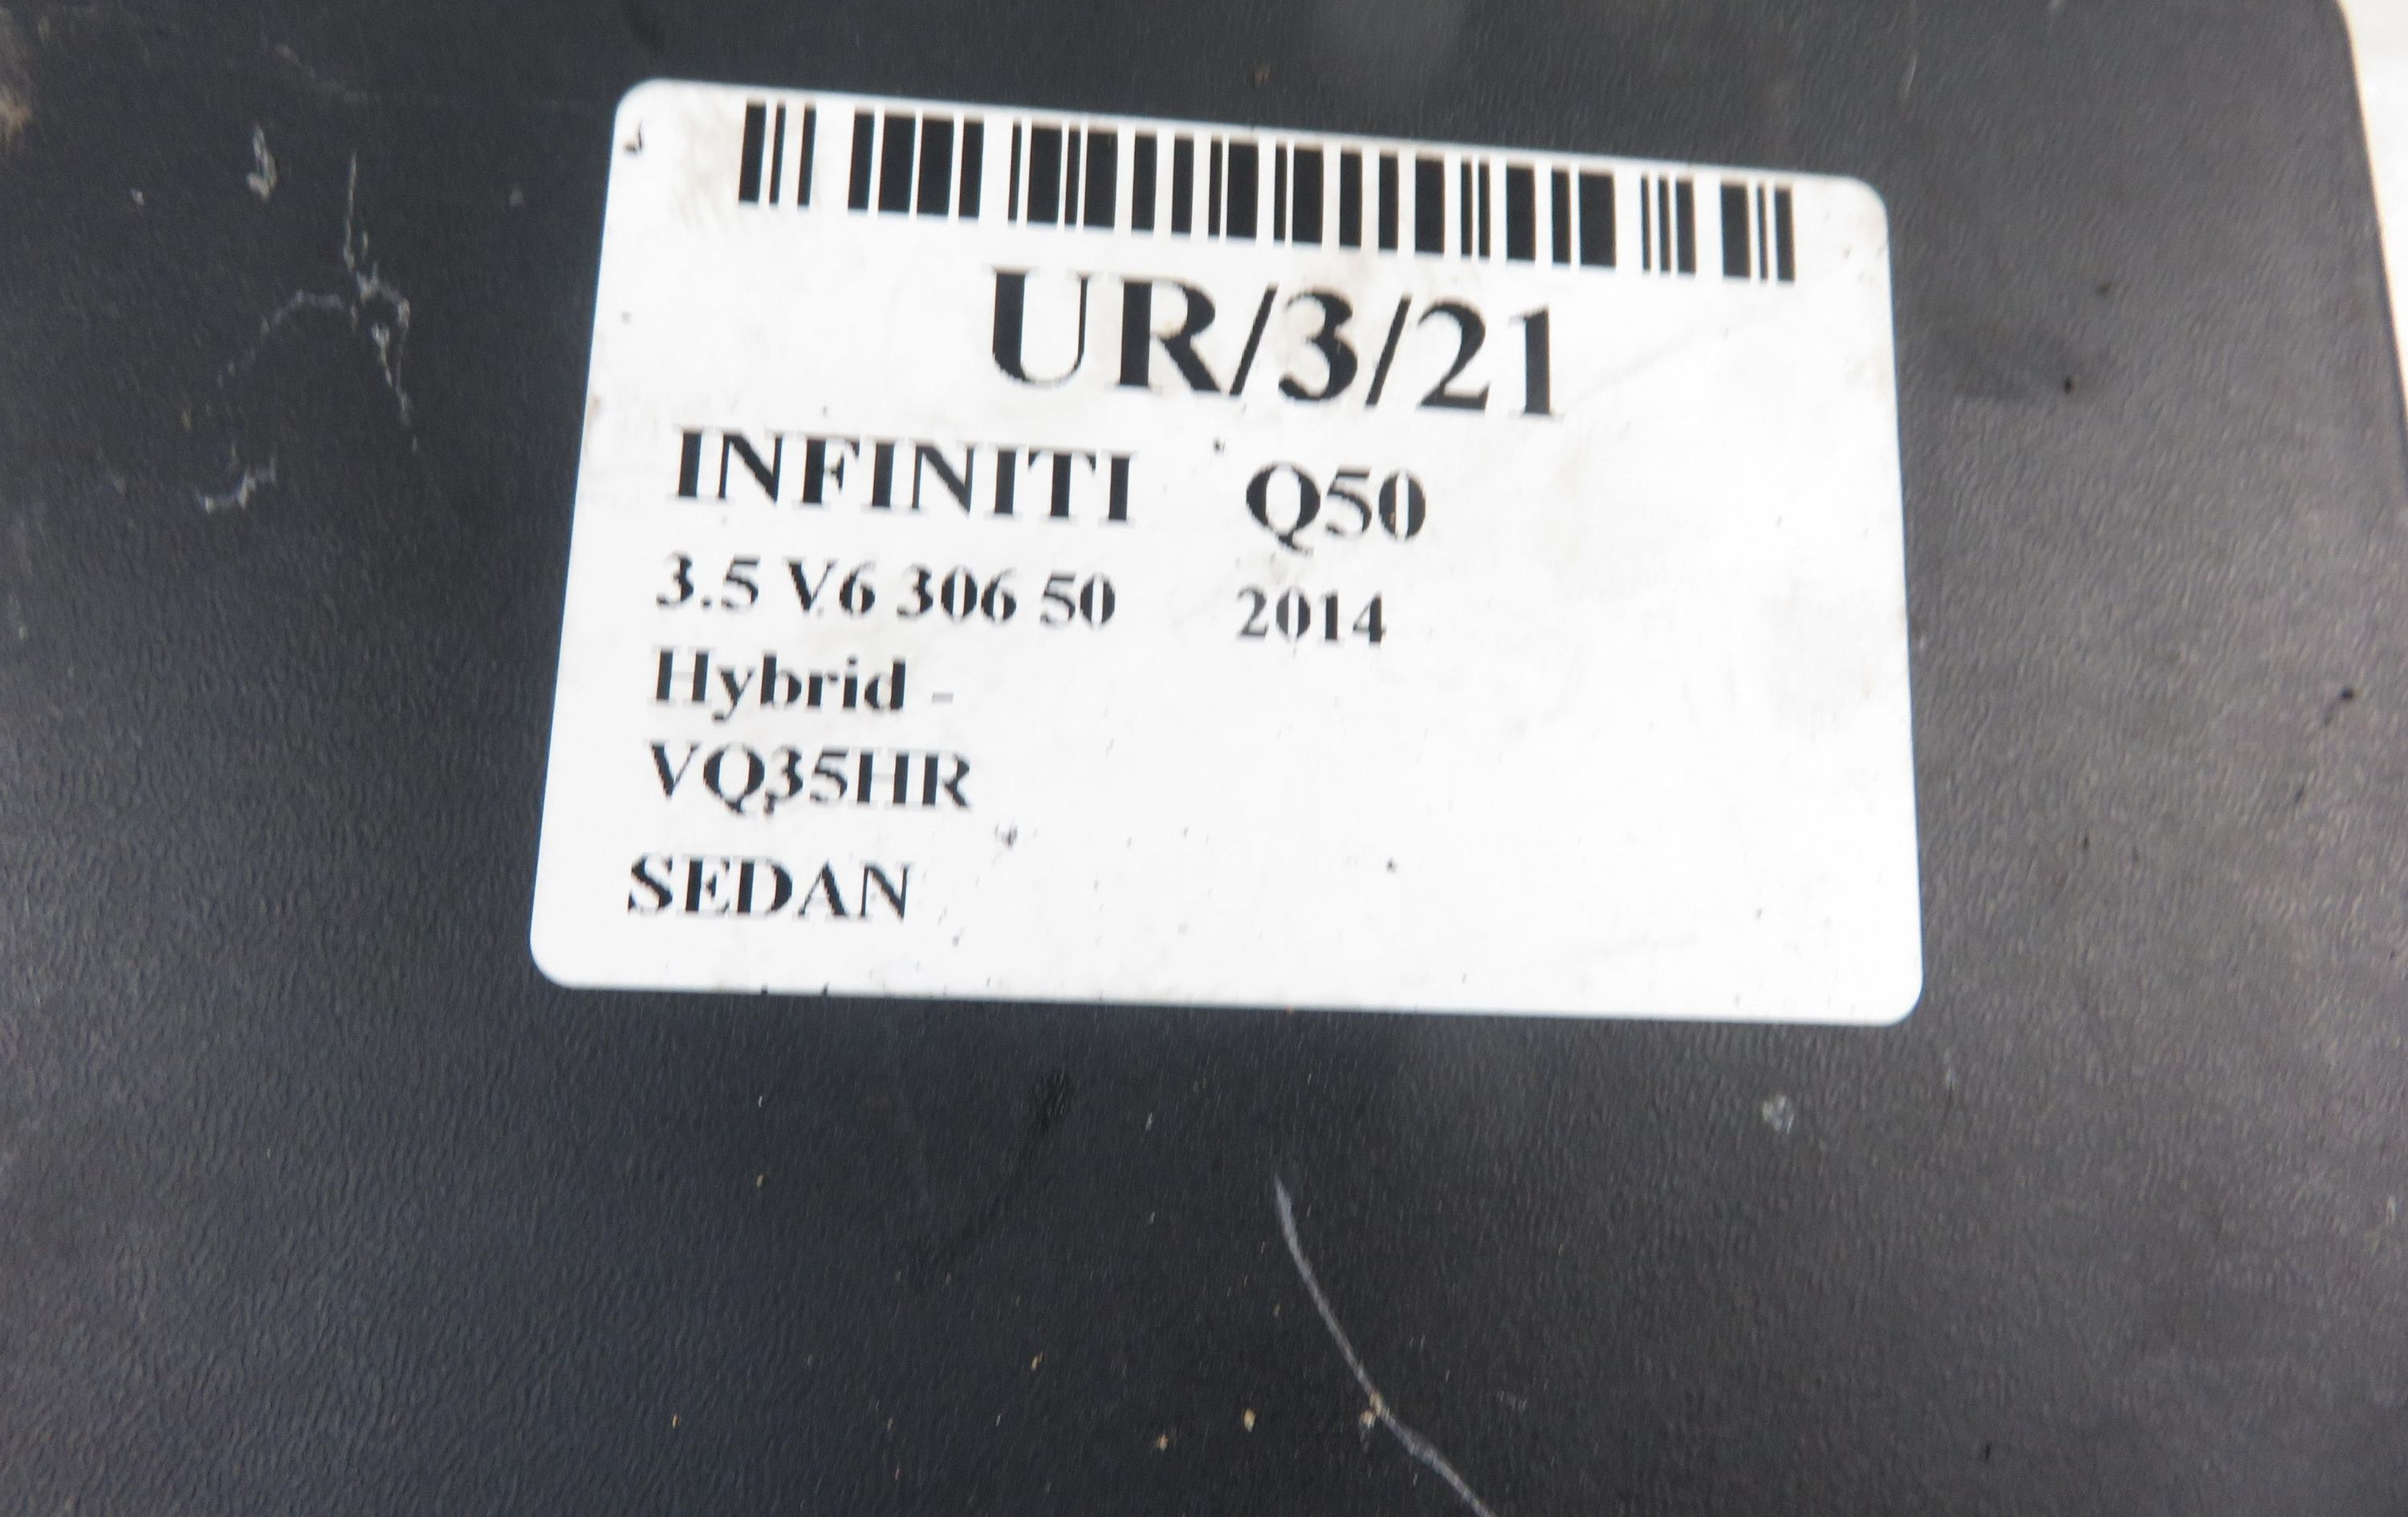 UR/3/21
INFINITI Q50
3.5 V6 306 50 2014
Hybrid -
VQ35HR
SEDAN